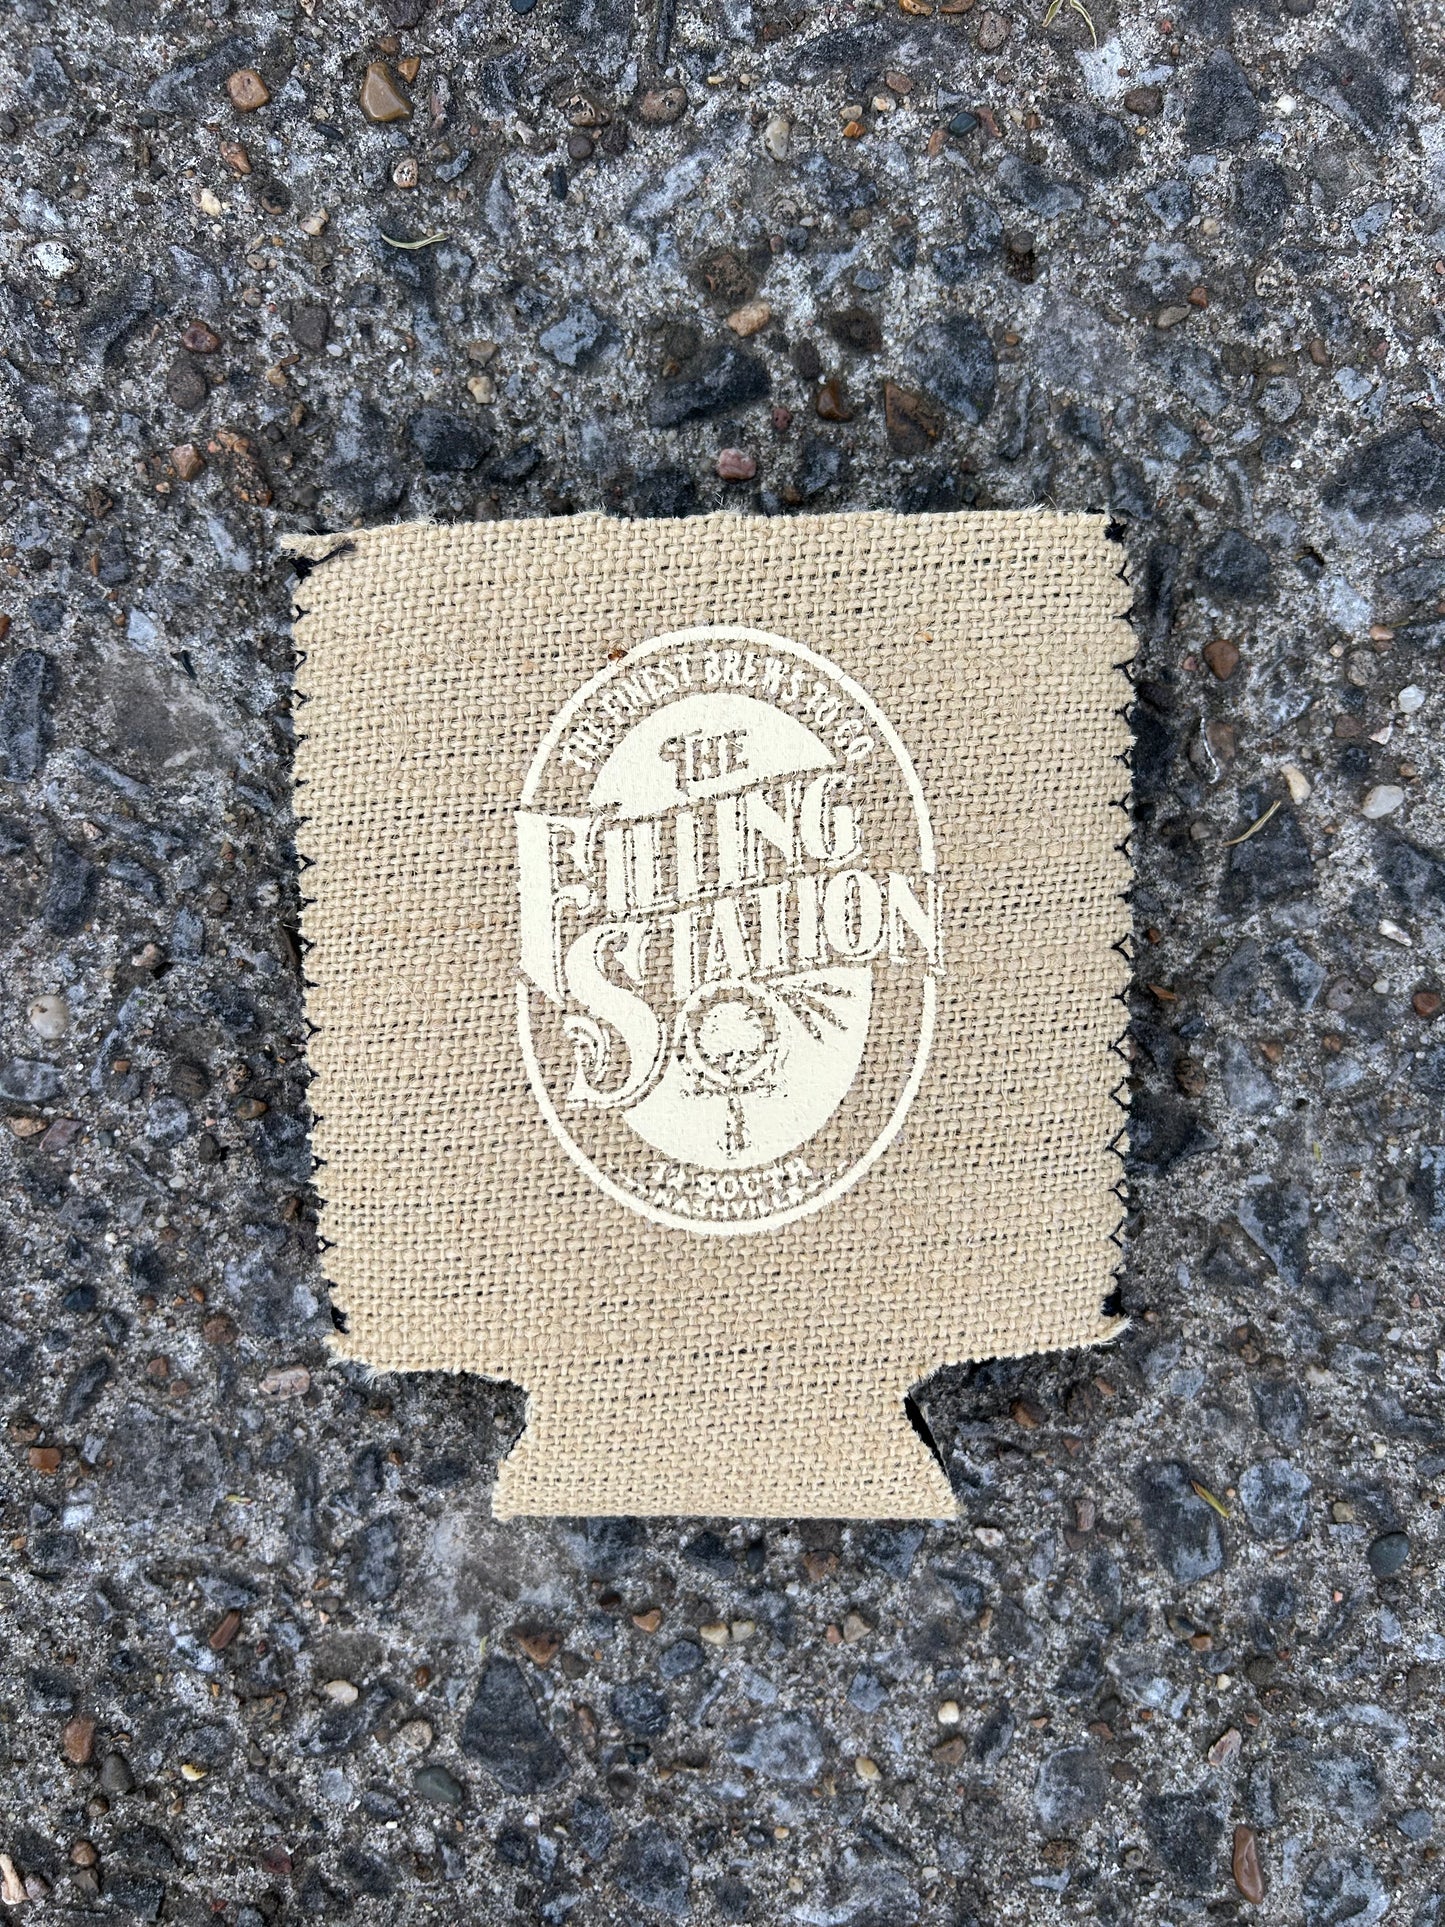 THE FINEST BREWS TO GO
THE
FILLING
STATION
12 SOUTH
NASHVILLE